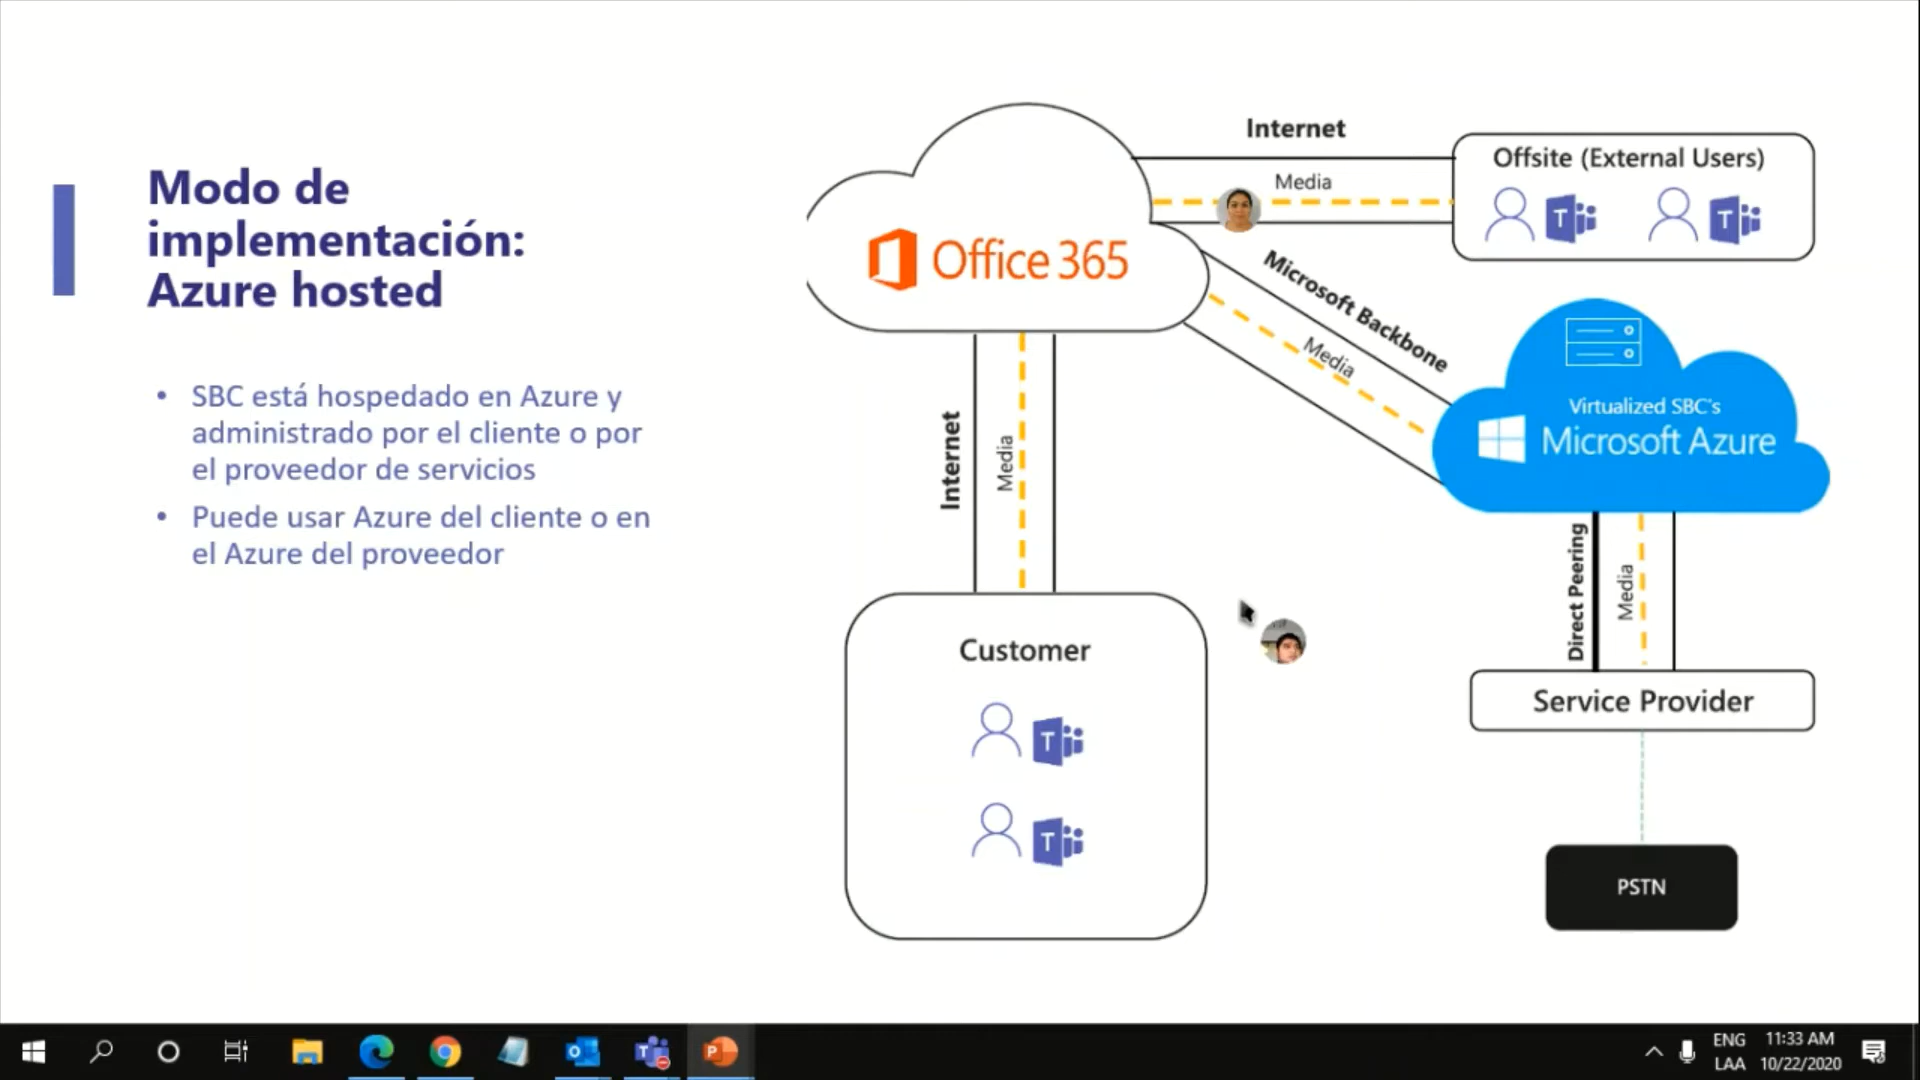 Modo de
implementación:
Azure hosted
• SBC está hospedado en Azure y
administrado por el cliente o por
el proveedor de servicios
• Puede usar Azure del cliente o en
el Azure del proveedor
Internet
Media
Offsite (External Users)
T
T
Office 365
Microsoft Backbone
Media
Virtualized SBC's
Microsoft Azure
Internet
Media
Direct Peering
Media
Customer
T
T
Service Provider
PSTN
ENG
LAA
11:33 AM
10/22/2020